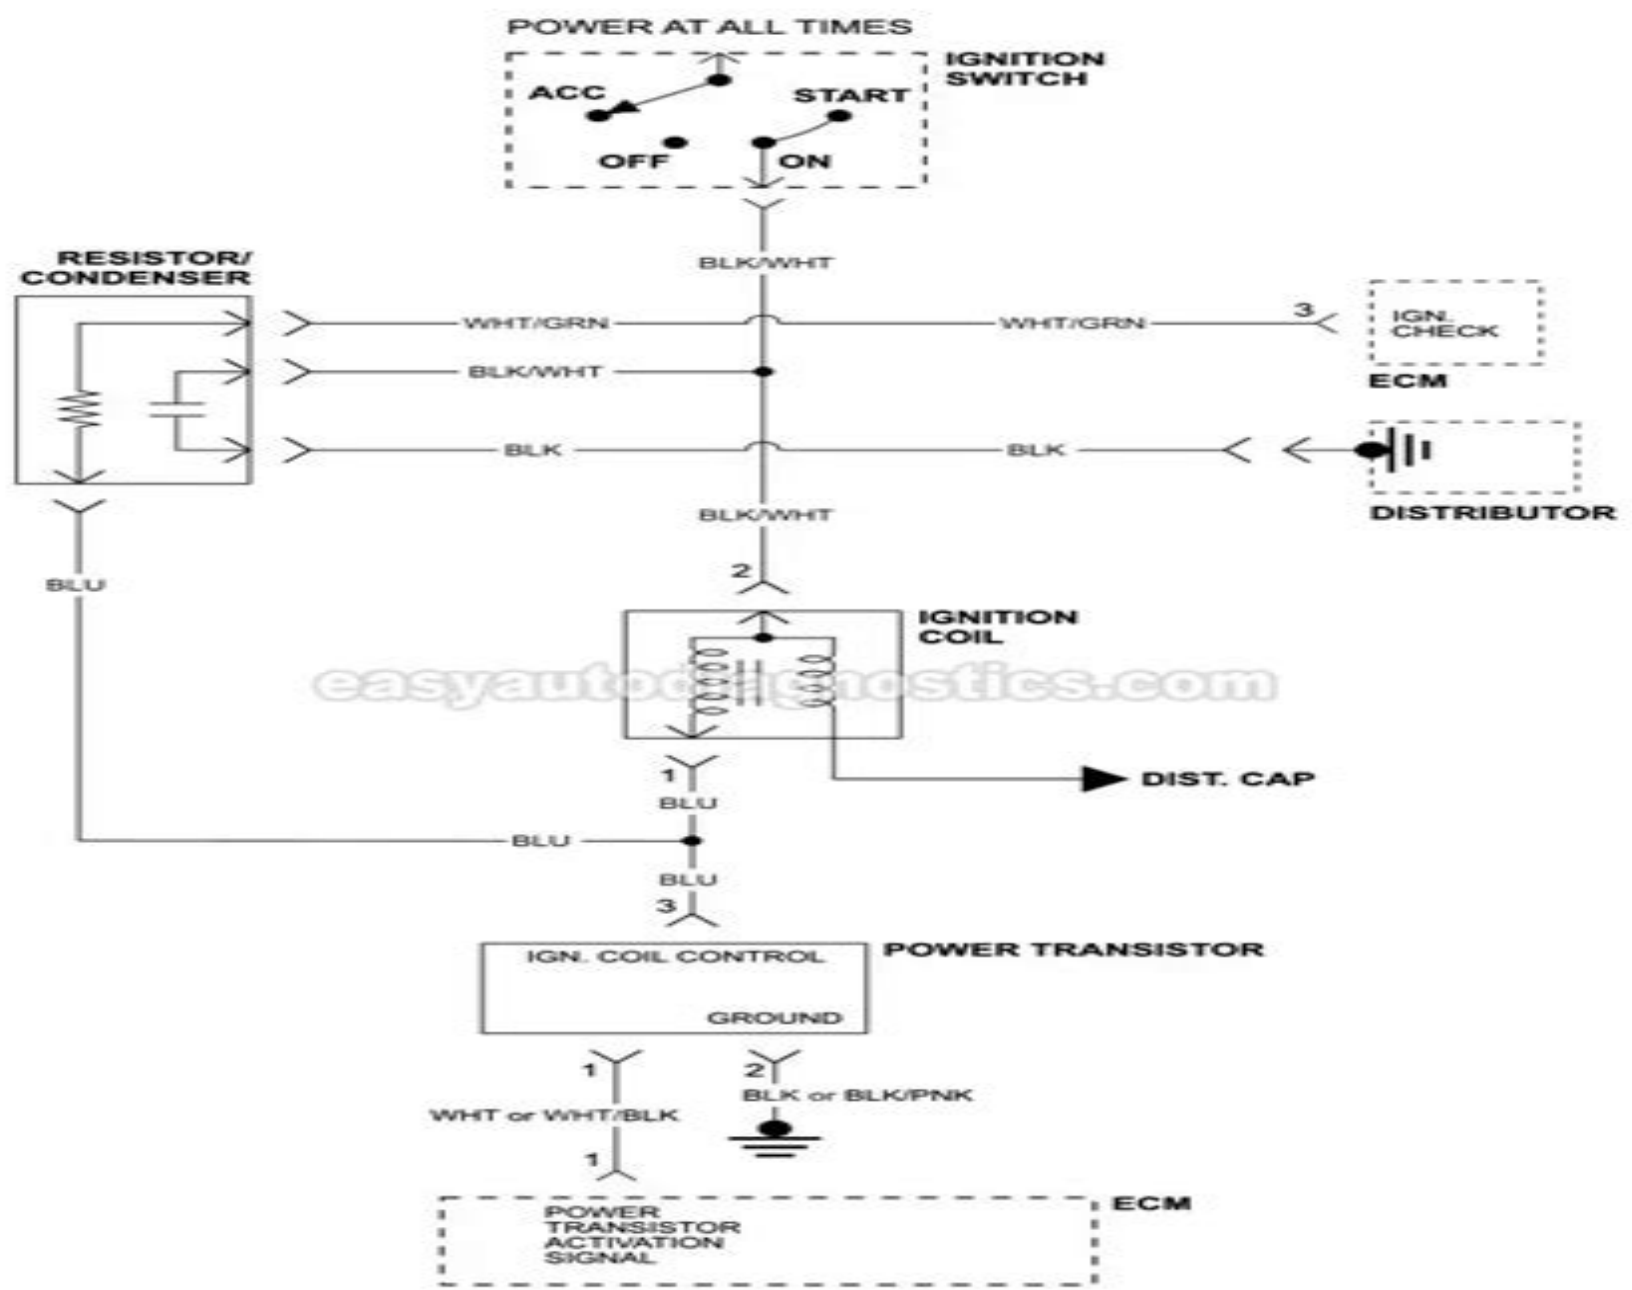 POWER AT ALL TIMES
IGNITION
SWITCH
ACC
START
OFF
ON
BLK/WHT
RESISTOR/
CONDENSER
WHT/GRN
WHT/GRN
3
IGN.
CHECK
BLK/WHT
ECM
BLK
BLK
DISTRIBUTOR
BLK/WHT
2
BLU
IGNITION
COIL
easyautodiagnostics.com
1
DIST. CAP
BLU
BLU
BLU
3
IGN. COIL CONTROL
POWER TRANSISTOR
GROUND
1
2
BLK or BLK/PNK
WHT or WHT/BLK
1
ECM
POWER
TRANSISTOR
ACTIVATION
SIGNAL